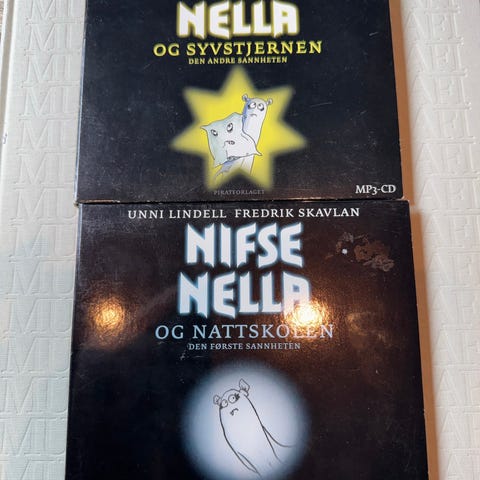 NELLA
OG SYVSTJERNEN
DEN ANDRE SANNHETEN
PIRATFORLAGET
MP3-CD
UNNI LINDELL FREDRIK SKAVLAN
NIFSE
NELLA
OG NATTSKOLEN
DEN FØRSTE SANNHETEN